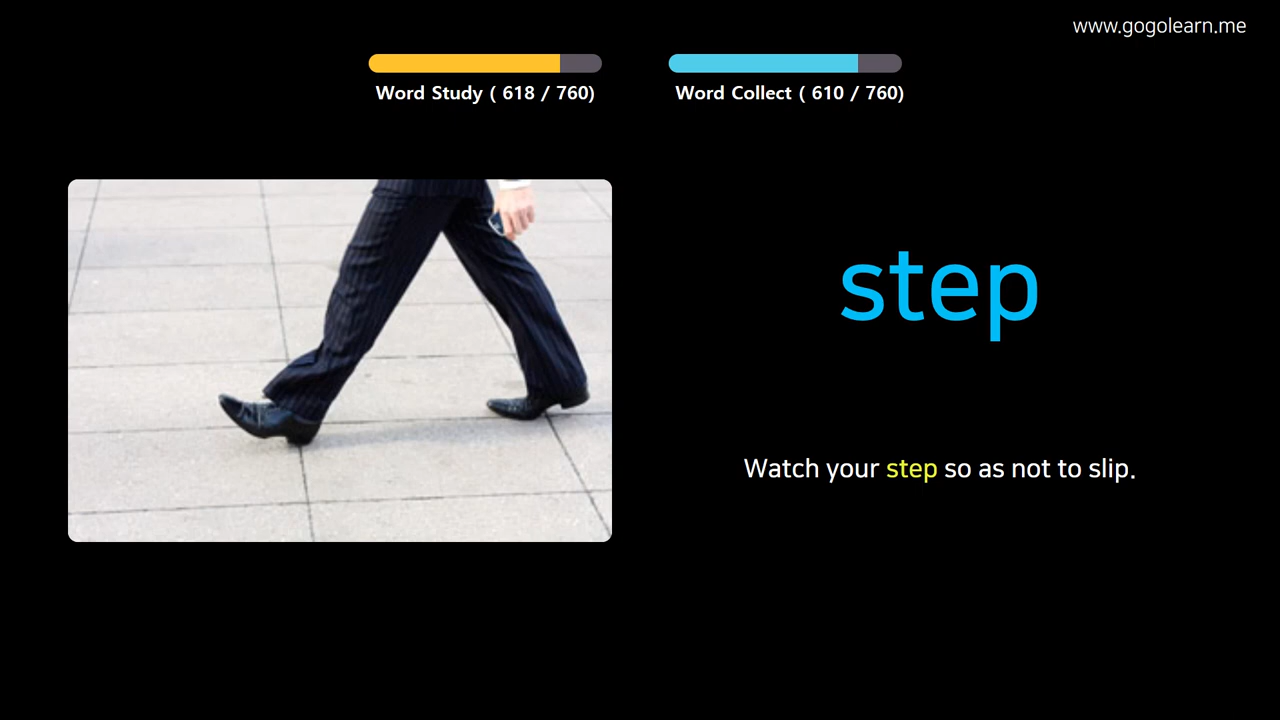 www.gogolearn.me
Word Study ( 618 / 760)
Word Collect ( 610 / 760)
step
Watch your step so as not to slip.